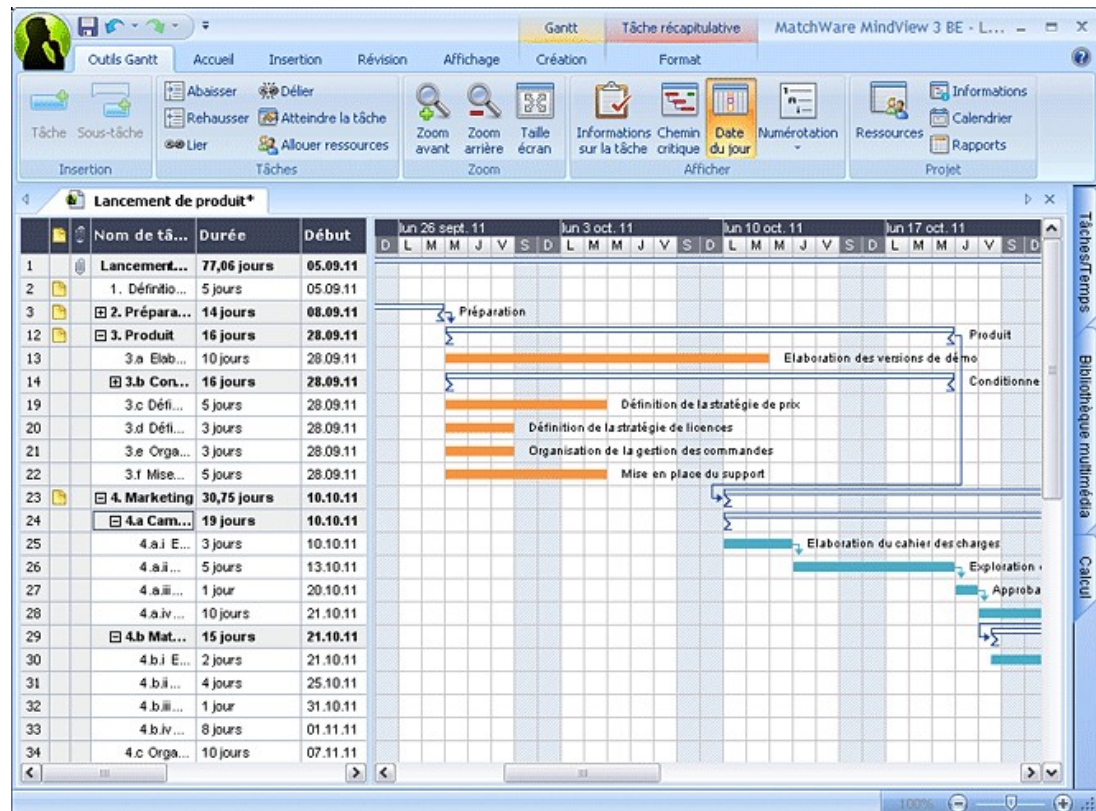 Gantt Tâche récapitulative MatchWare MindView 3 BE - L...
Outils Gantt Accueil Insertion Révision Affichage Création Format
Tâche Sous-tâche
Insertion
Abaisser Délier
Rehausser Atteindre la tâche
Lier Allouer ressources
Tâches
Zoom avant Zoom arrière Taille écran
Zoom
Informations sur la tâche Chemin critique Date du jour Numérotation
Afficher
Ressources Informations
Calendrier
Rapports
Projet
Lancement de produit*
Nom de tâ... Durée Début
lun 26 sept. 11 lun 3 oct. 11 lun 10 oct. 11 lun 17 oct. 11
D L M M J V S D L M M J V S D L M M J V S D L M M J V S D
1 Lancement... 77,06 jours 05.09.11
2 1. Définitio... 5 jours 05.09.11
3 2. Prépara... 14 jours 08.09.11 Préparation
12 3. Produit 16 jours 28.09.11 Produit
13 3.a Elab... 10 jours 28.09.11 Elaboration des versions de démo
14 3.b Con... 16 jours 28.09.11 Conditionne
19 3.c Défi... 5 jours 28.09.11 Définition de la stratégie de prix
20 3.d Défi... 3 jours 28.09.11 Définition de la stratégie de licences
21 3.e Orga... 3 jours 28.09.11 Organisation de la gestion des commandes
22 3.f Mise... 5 jours 28.09.11 Mise en place du support
23 4. Marketing 30,75 jours 10.10.11
24 4.a Cam... 19 jours 10.10.11
25 4.a.i E... 3 jours 10.10.11 Elaboration du cahier des charges
26 4.a.ii... 5 jours 13.10.11 Exploration
27 4.a.iii... 1 jour 20.10.11 Approba
28 4.a.iv... 10 jours 21.10.11
29 4.b Mat... 15 jours 21.10.11
30 4.b.i E... 2 jours 21.10.11
31 4.b.ii... 4 jours 25.10.11
32 4.b.iii... 1 jour 31.10.11
33 4.b.iv... 8 jours 01.11.11
34 4.c Orga... 10 jours 07.11.11
Tâches/Temps
Bibliothèque multimédia
Calcul
100%